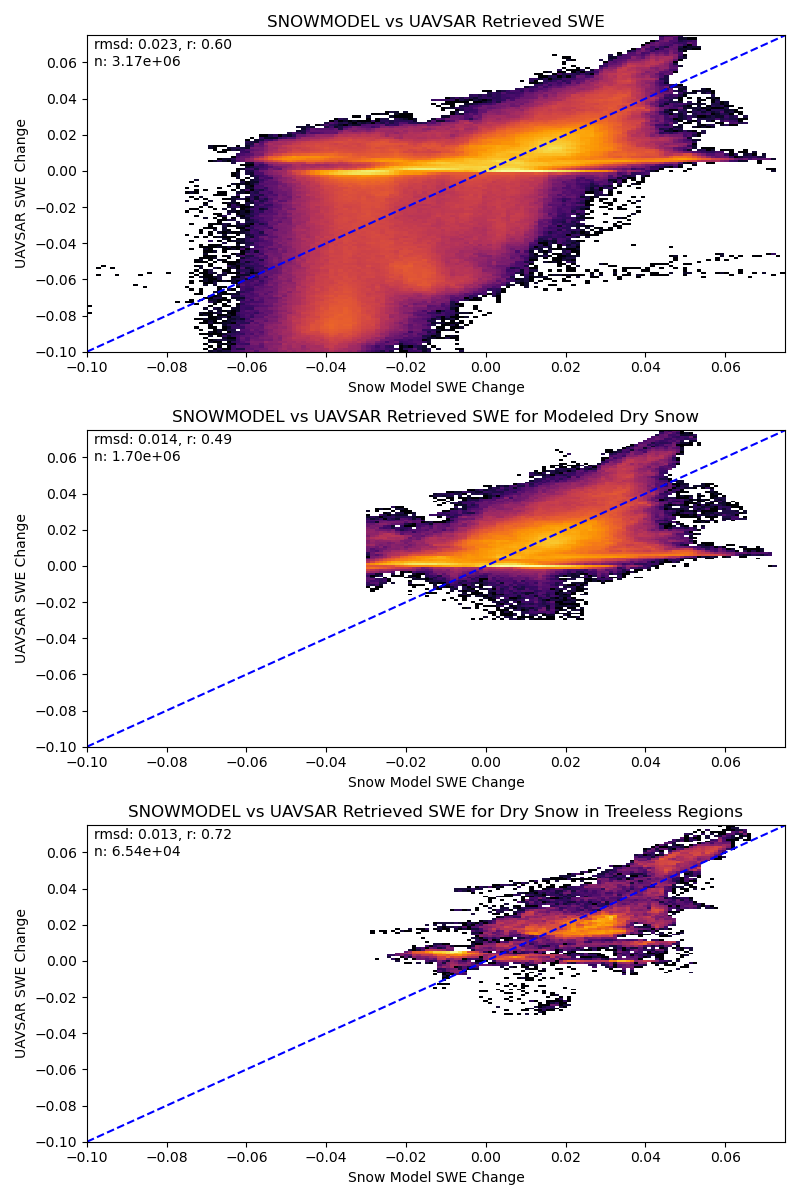 SNOWMODEL vs UAVSAR Retrieved SWE
rmsd: 0.023, r: 0.60
n: 3.17e+06
0.06
0.04
0.02
0.00
−0.02
−0.04
−0.06
−0.08
−0.10
UAVSAR SWE Change
−0.10 −0.08 −0.06 −0.04 −0.02 0.00 0.02 0.04 0.06
Snow Model SWE Change
SNOWMODEL vs UAVSAR Retrieved SWE for Modeled Dry Snow
rmsd: 0.014, r: 0.49
n: 1.70e+06
0.06
0.04
0.02
0.00
−0.02
−0.04
−0.06
−0.08
−0.10
UAVSAR SWE Change
−0.10 −0.08 −0.06 −0.04 −0.02 0.00 0.02 0.04 0.06
Snow Model SWE Change
SNOWMODEL vs UAVSAR Retrieved SWE for Dry Snow in Treeless Regions
rmsd: 0.013, r: 0.72
n: 6.54e+04
0.06
0.04
0.02
0.00
−0.02
−0.04
−0.06
−0.08
−0.10
UAVSAR SWE Change
−0.10 −0.08 −0.06 −0.04 −0.02 0.00 0.02 0.04 0.06
Snow Model SWE Change